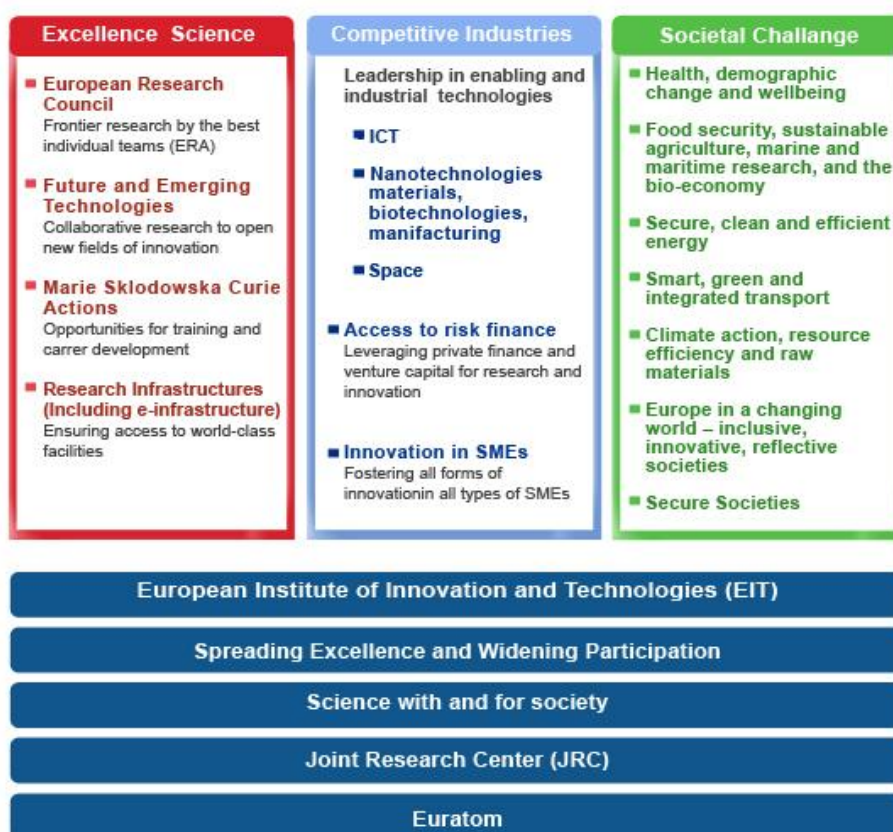 Excellence Science
European Research
Council
Frontier research by the best
individual teams (ERA)
Future and Emerging
Technologies
Collaborative research to open
new fields of innovation
Marie Sklodowska Curie
Actions
Opportunities for training and
carrer development
Research Infrastructures
(Including e-infrastructure)
Ensuring access to world-class
facilities
Competitive Industries
Leadership in enabling and
industrial technologies
ICT
Nanotechnologies
materials,
biotechnologies,
manifacturing
Space
Access to risk finance
Leveraging private finance and
venture capital for research and
innovation
Innovation in SMEs
Fostering all forms of
innovationin all types of SMEs
Societal Challange
Health, demographic
change and wellbeing
Food security, sustainable
agriculture, marine and
maritime research, and the
bio-economy
Secure, clean and efficient
energy
Smart, green and
integrated transport
Climate action, resource
efficiency and raw
materials
Europe in a changing
world – inclusive,
innovative, reflective
societies
Secure Societies
European Institute of Innovation and Technologies (EIT)
Spreading Excellence and Widening Participation
Science with and for society
Joint Research Center (JRC)
Euratom